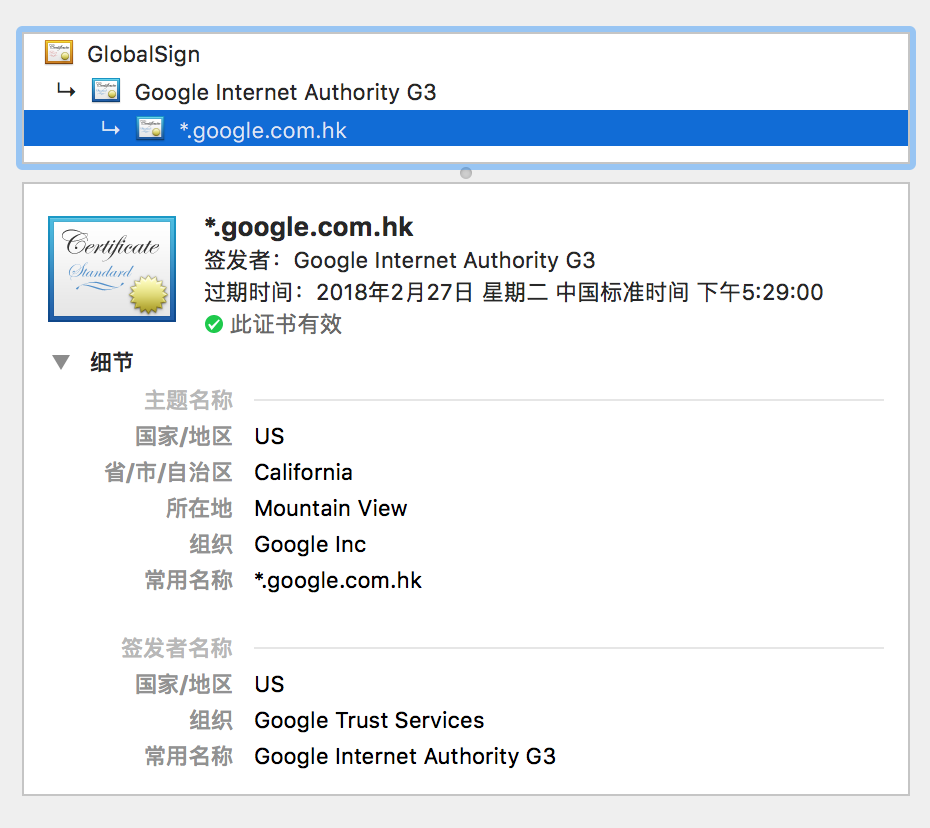 GlobalSign
Google Internet Authority G3
*.google.com.hk
Certificate
Standard
*.google.com.hk
签发者：Google Internet Authority G3
过期时间：2018年2月27日 星期二 中国标准时间 下午5:29:00
此证书有效
细节
主题名称
国家/地区 US
省/市/自治区 California
所在地 Mountain View
组织 Google Inc
常用名称 *.google.com.hk
签发者名称
国家/地区 US
组织 Google Trust Services
常用名称 Google Internet Authority G3